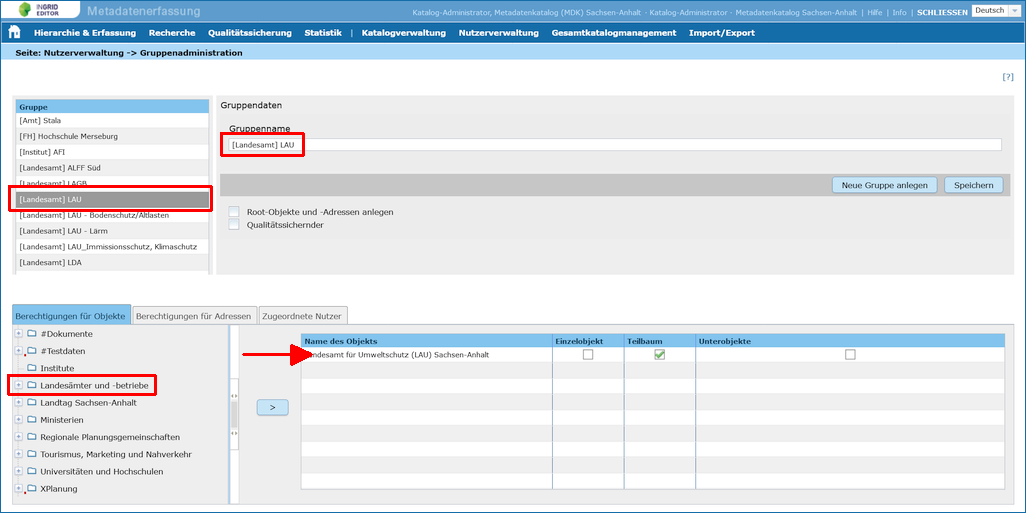 INGRID
EDITOR
Metadatenerfassung
Katalog-Administrator, Metadatenkatalog (MDK) Sachsen-Anhalt - Katalog-Administrator - Metadatenkatalog Sachsen-Anhalt | Hilfe | Info | SCHLIESSEN Deutsch
Hierarchie & Erfassung Recherche Qualitätssicherung Statistik | Katalogverwaltung Nutzerverwaltung Gesamtkatalogmanagement Import/Export
Seite: Nutzerverwaltung -> Gruppenadministration
[?]
Gruppe
[Amt] Stala
[FH] Hochschule Merseburg
[Institut] AFI
[Landesamt] ALFF Süd
[Landesamt] LAGB
[Landesamt] LAU
[Landesamt] LAU - Bodenschutz/Altlasten
[Landesamt] LAU - Lärm
[Landesamt] LAU_Immissionsschutz, Klimaschutz
[Landesamt] LDA
Gruppendaten
Gruppenname
[Landesamt] LAU
Neue Gruppe anlegen Speichern
Root-Objekte und -Adressen anlegen
Qualitätssichernder
Berechtigungen für Objekte Berechtigungen für Adressen Zugeordnete Nutzer
#Dokumente
#Testdaten
Institute
Landesämter und -betriebe
Landtag Sachsen-Anhalt
Ministerien
Regionale Planungsgemeinschaften
Tourismus, Marketing und Nahverkehr
Universitäten und Hochschulen
XPlanung
>
Name des Objekts Einzelobjekt Teilbaum Unterobjekte
andesamt für Umweltschutz (LAU) Sachsen-Anhalt